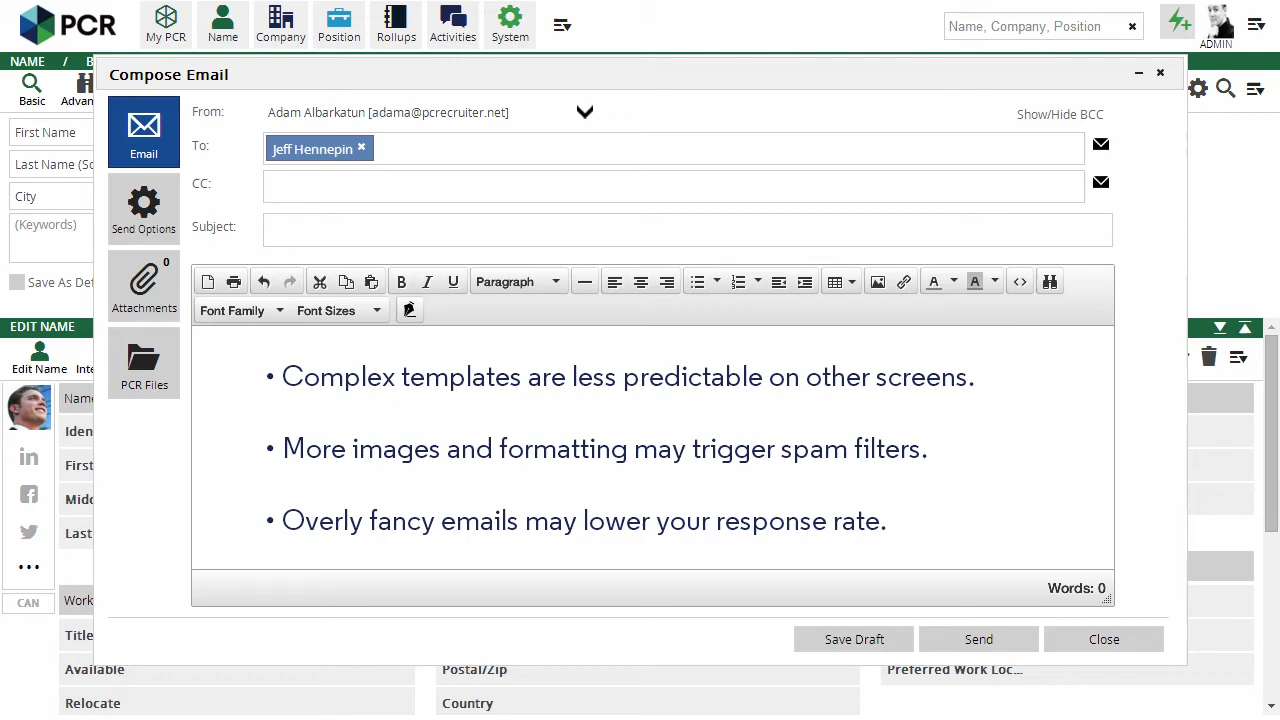 PCR
My PCR
Name
Company
Position
Rollups
Activities
System
Name, Company, Position
ADMIN
NAME / B
Basic
Advan
First Name
Last Name (So
City
(Keywords)
Save As Def
Compose Email
Email
Send Options
0
Attachments
PCR Files
From: Adam Albarkatun [adama@pcrecruiter.net]
Show/Hide BCC
To: Jeff Hennepin
CC:
Subject:
B I U Paragraph A A
Font Family Font Sizes
• Complex templates are less predictable on other screens.
• More images and formatting may trigger spam filters.
• Overly fancy emails may lower your response rate.
Words: 0
Save Draft
Send
Close
EDIT NAME
Edit Name
Inte
Name
Iden
First
Midd
Last
CAN
Work
Title
Available
Relocate
Postal/Zip
Country
Preferred Work Loc...